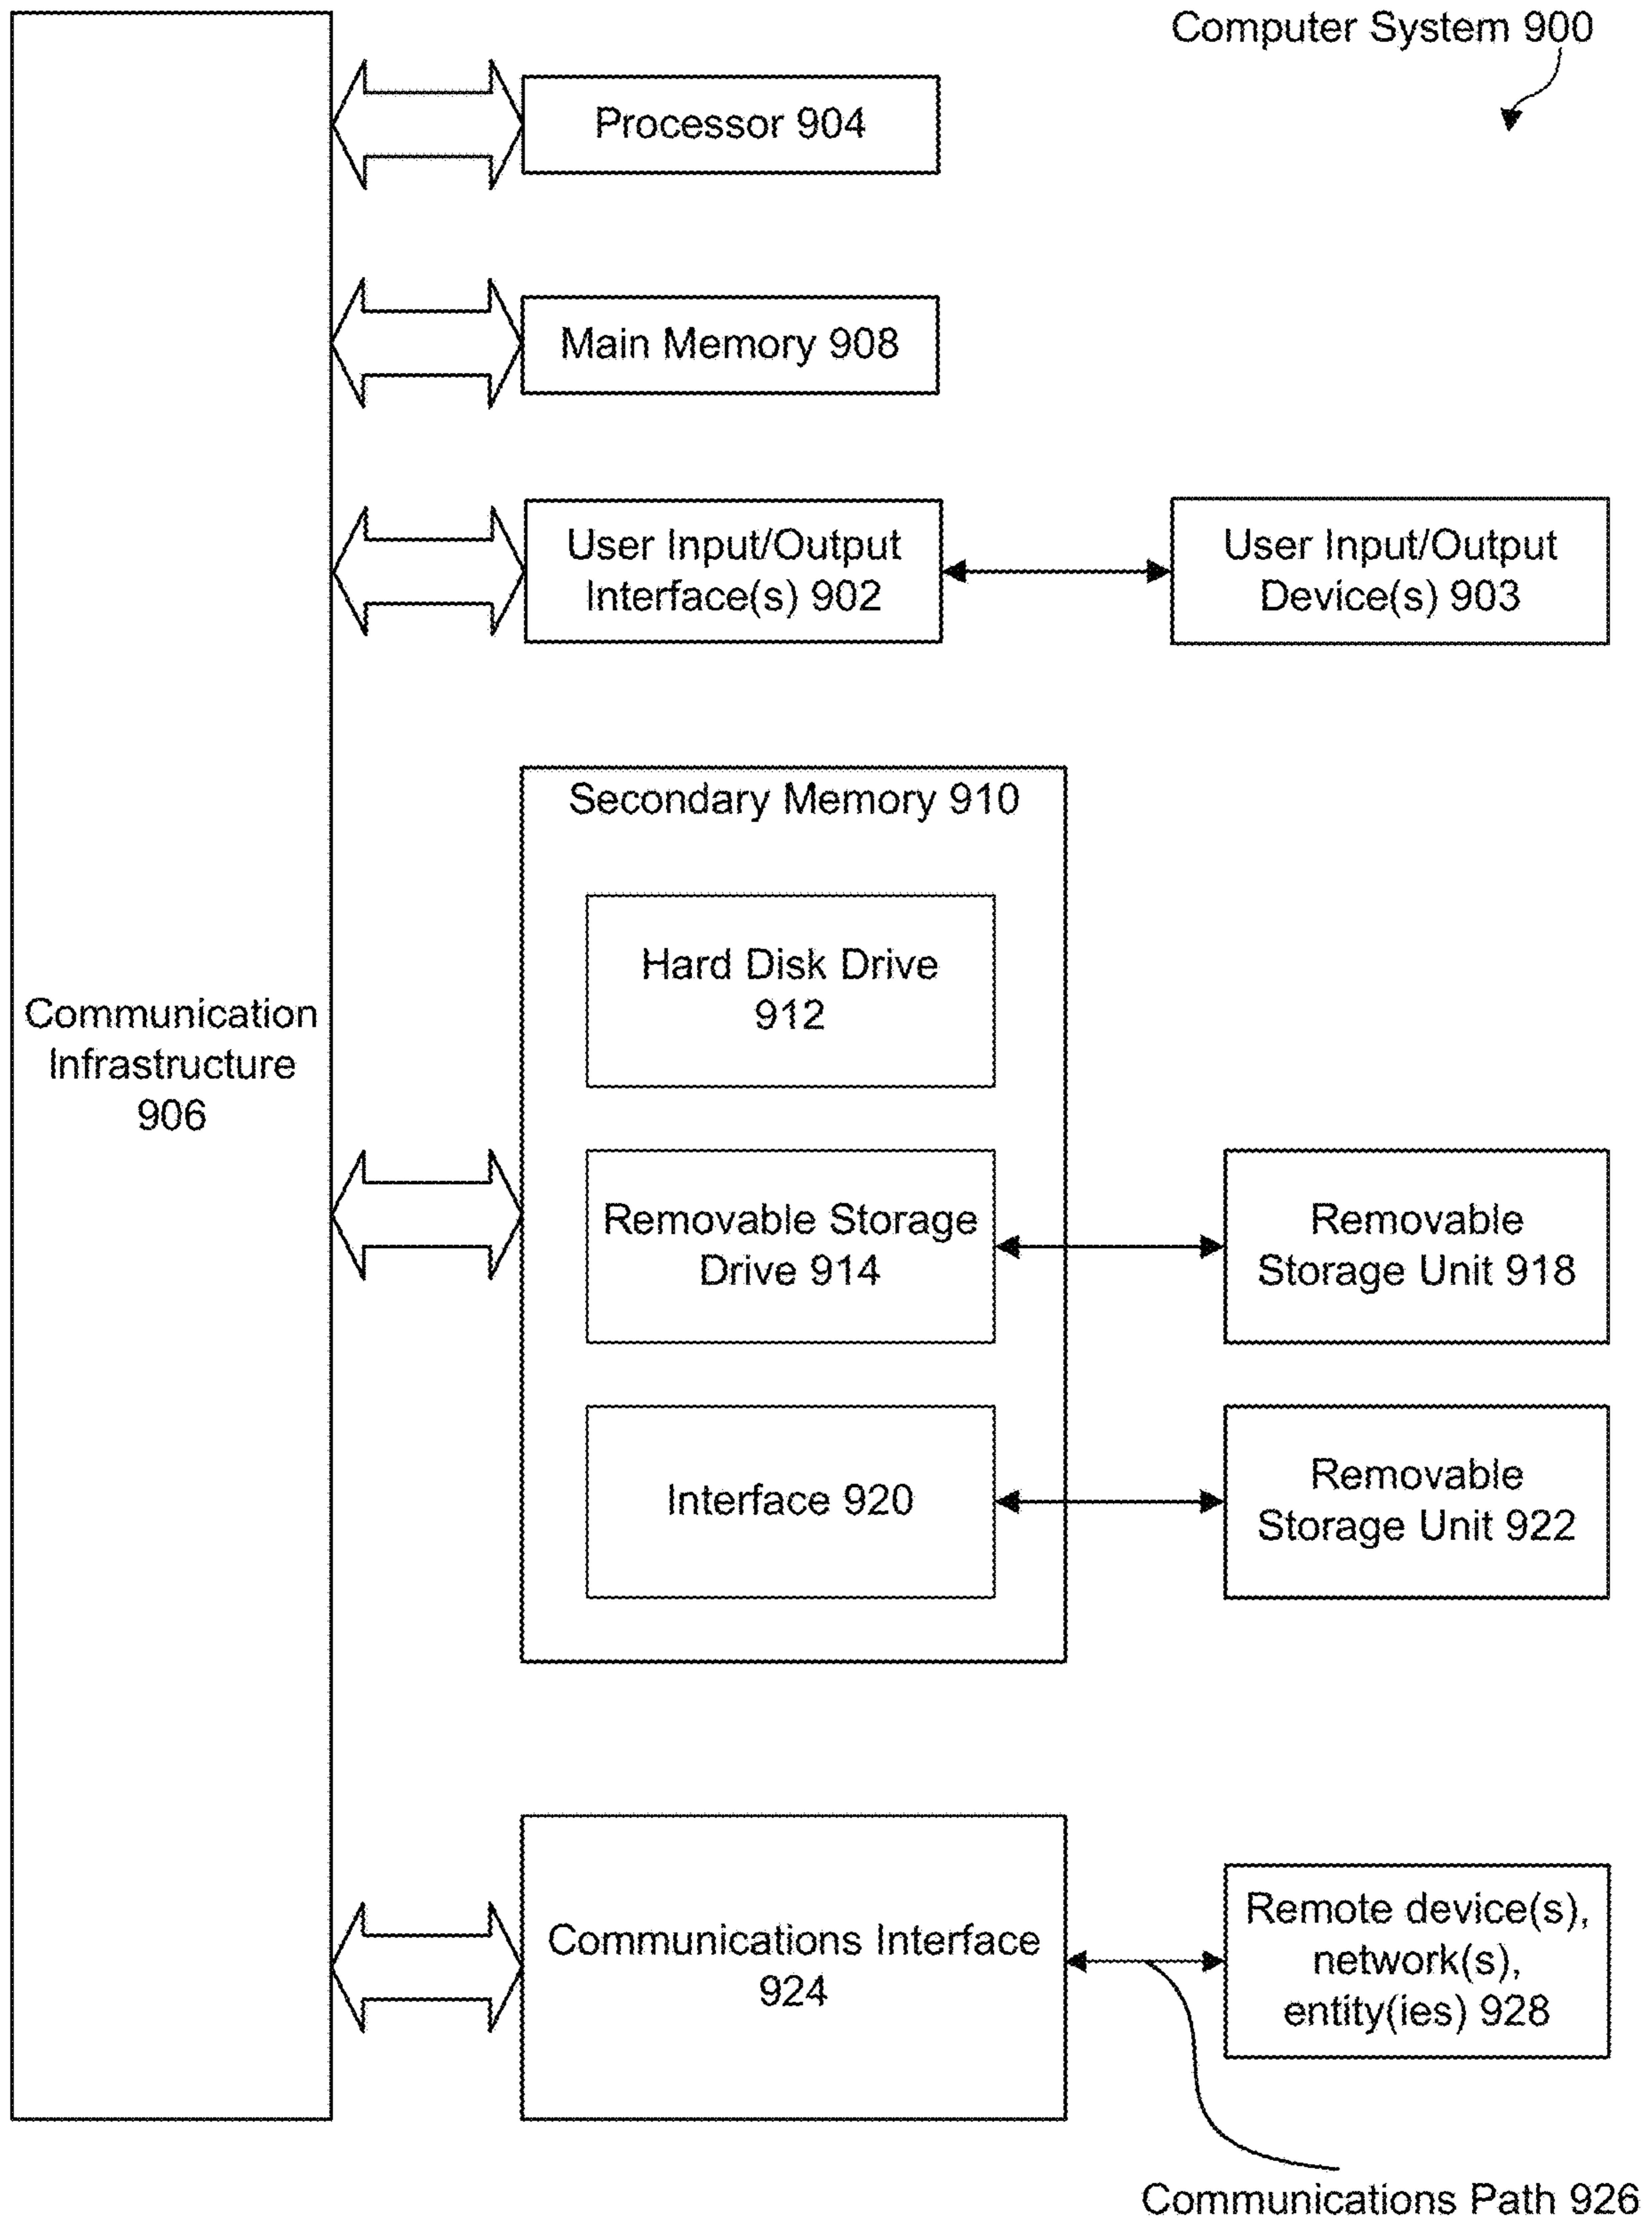 Computer System 900
Processor 904
Main Memory 908
User Input/Output
Interface(s) 902
User Input/Output
Device(s) 903
Secondary Memory 910
Hard Disk Drive
912
Communication
Infrastructure
906
Removable Storage
Drive 914
Removable
Storage Unit 918
Interface 920
Removable
Storage Unit 922
Communications Interface
924
Remote device(s),
network(s),
entity(ies) 928
Communications Path 926